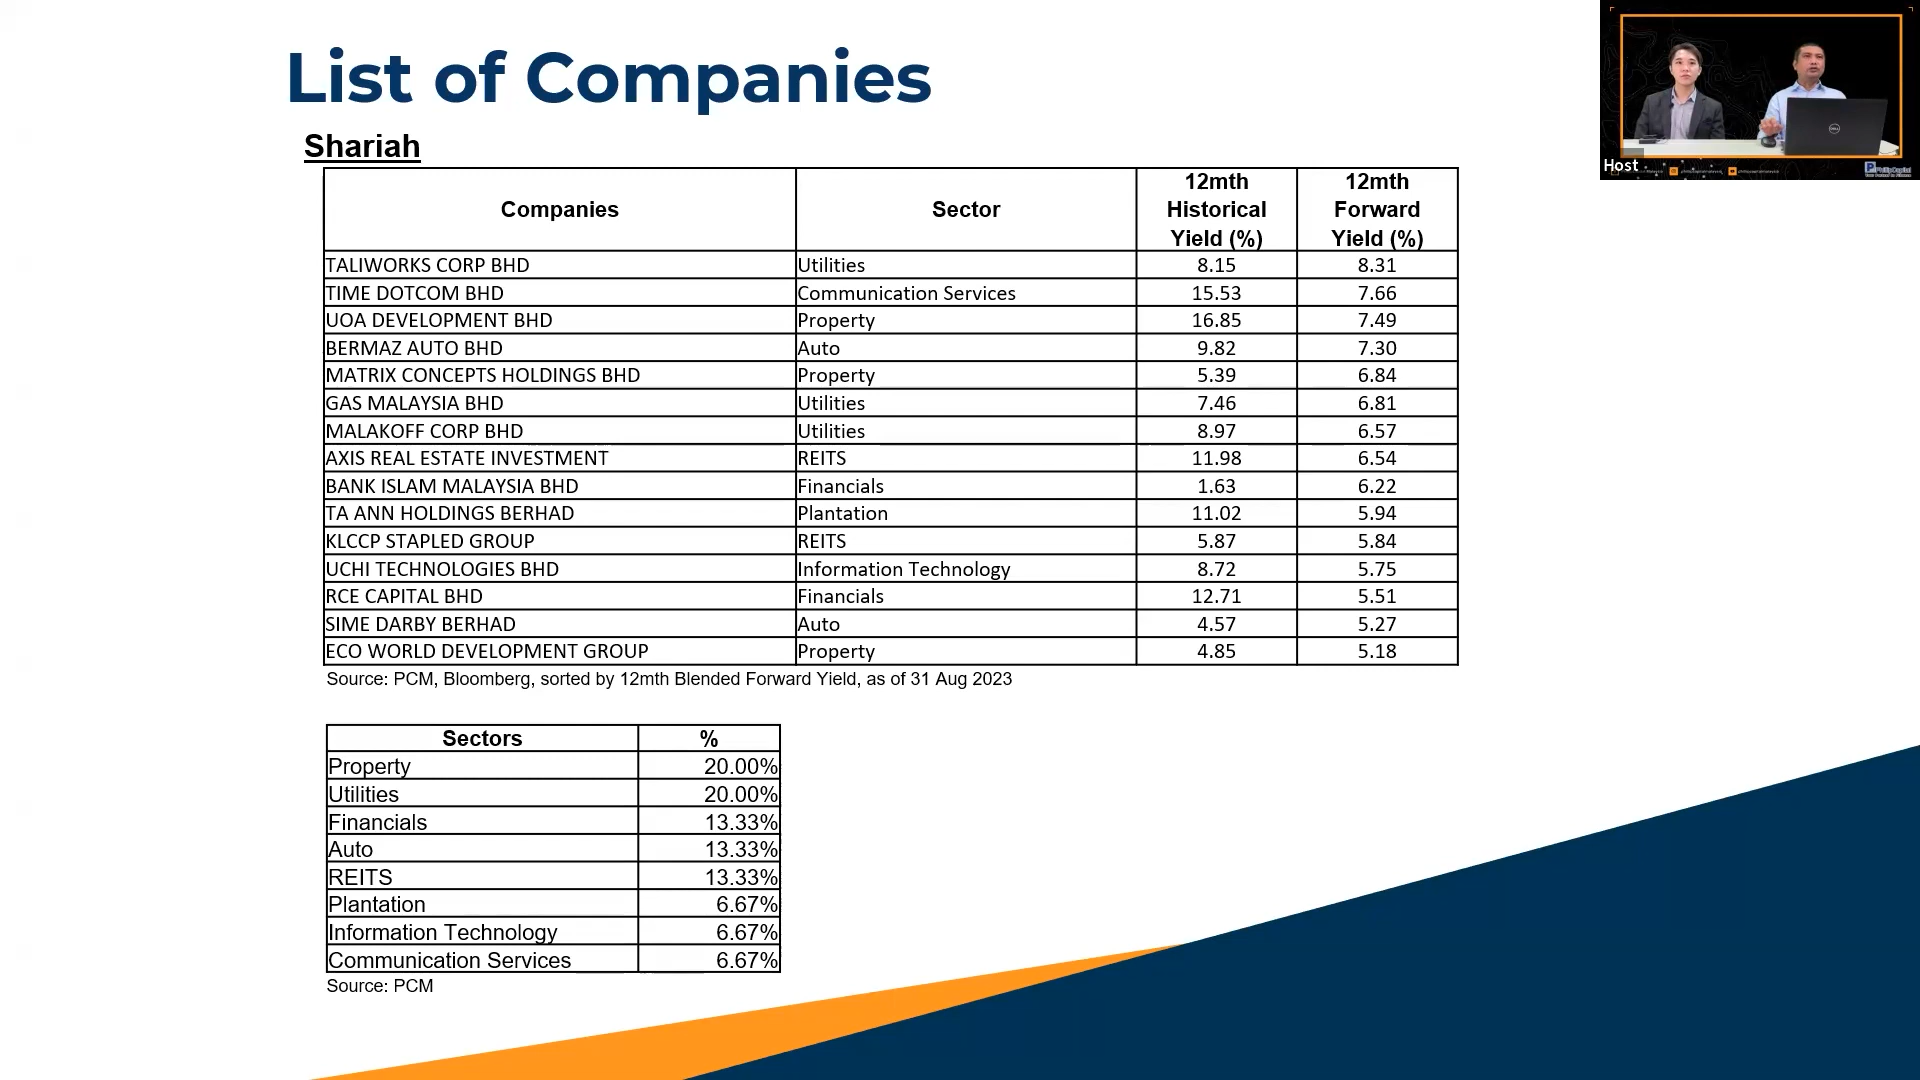 List of Companies
Shariah
Companies Sector 12mth Historical Yield (%) 12mth Forward Yield (%)
TALIWORKS CORP BHD Utilities 8.15 8.31
TIME DOTCOM BHD Communication Services 15.53 7.66
UOA DEVELOPMENT BHD Property 16.85 7.49
BERMAZ AUTO BHD Auto 9.82 7.30
MATRIX CONCEPTS HOLDINGS BHD Property 5.39 6.84
GAS MALAYSIA BHD Utilities 7.46 6.81
MALAKOFF CORP BHD Utilities 8.97 6.57
AXIS REAL ESTATE INVESTMENT REITS 11.98 6.54
BANK ISLAM MALAYSIA BHD Financials 1.63 6.22
TA ANN HOLDINGS BERHAD Plantation 11.02 5.94
KLCCP STAPLED GROUP REITS 5.87 5.84
UCHI TECHNOLOGIES BHD Information Technology 8.72 5.75
RCE CAPITAL BHD Financials 12.71 5.51
SIME DARBY BERHAD Auto 4.57 5.27
ECO WORLD DEVELOPMENT GROUP Property 4.85 5.18
Source: PCM, Bloomberg, sorted by 12mth Blended Forward Yield, as of 31 Aug 2023
Sectors %
Property 20.00%
Utilities 20.00%
Financials 13.33%
Auto 13.33%
REITS 13.33%
Plantation 6.67%
Information Technology 6.67%
Communication Services 6.67%
Source: PCM
Host
DELL
PhillipCapital